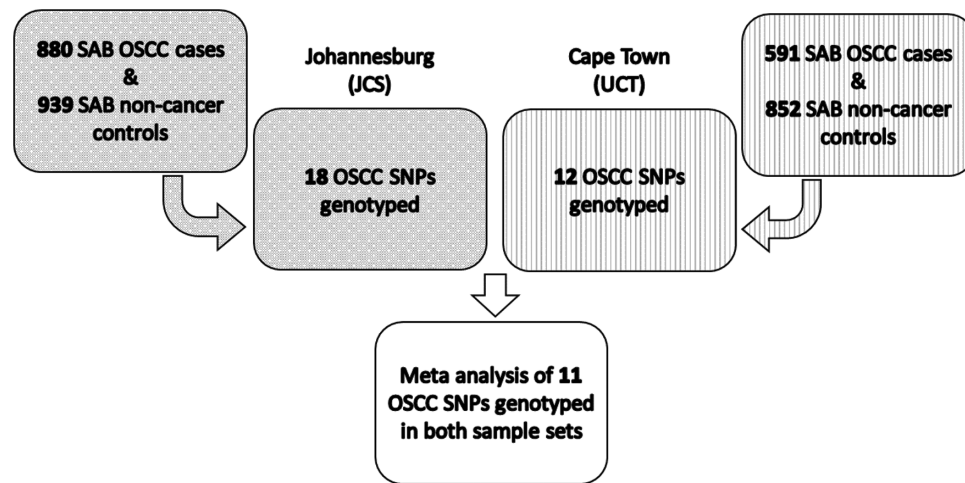 880 SAB OSCC cases
&
939 SAB non-cancer
controls
Johannesburg
(JCS)
18 OSCC SNPs
genotyped
Cape Town
(UCT)
12 OSCC SNPs
genotyped
591 SAB OSCC cases
&
852 SAB non-cancer
controls
Meta analysis of 11
OSCC SNPs genotyped
in both sample sets